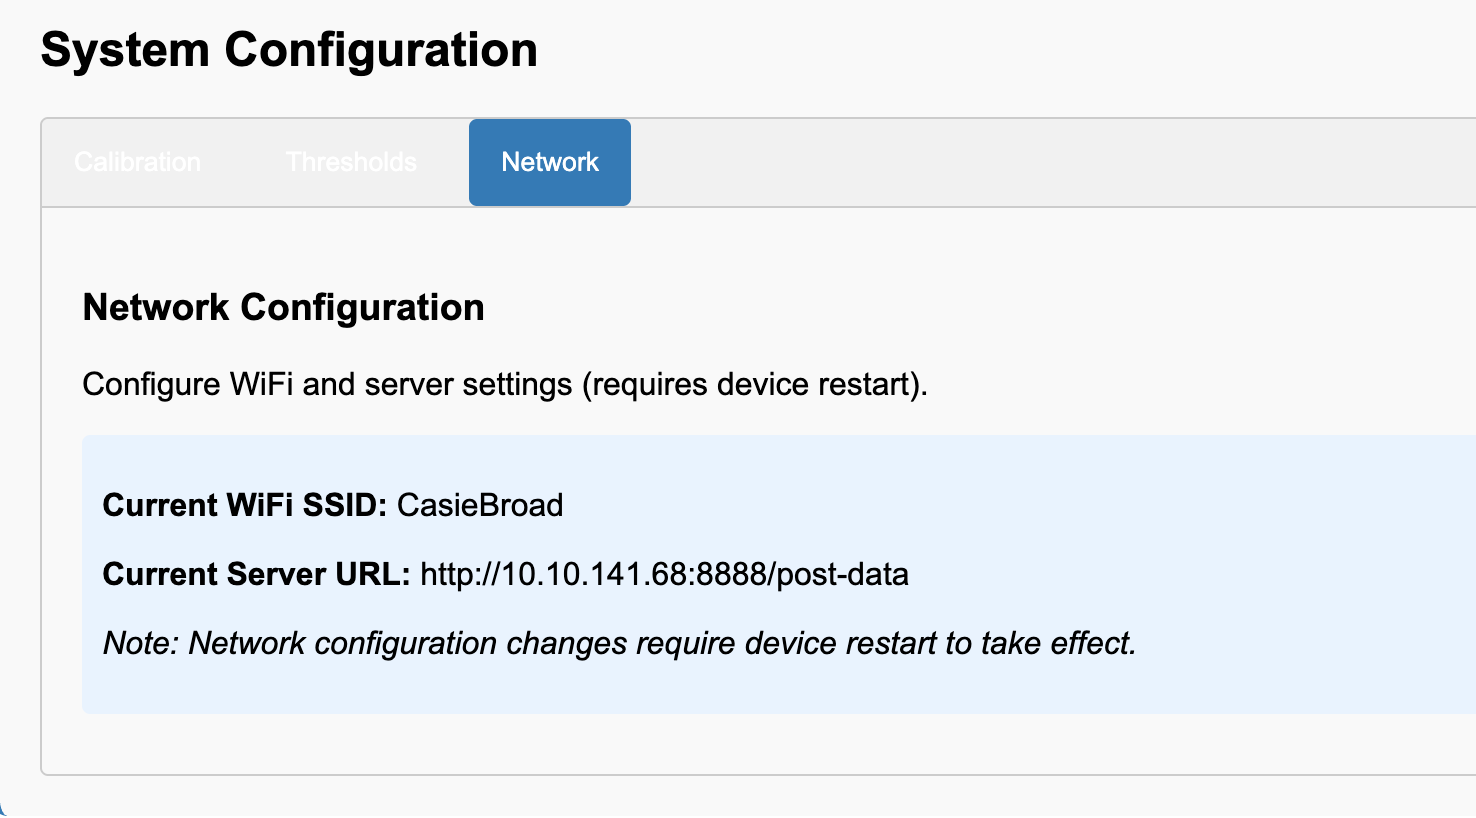 System Configuration
Calibration Thresholds Network
Network Configuration
Configure WiFi and server settings (requires device restart).
Current WiFi SSID: CasieBroad
Current Server URL: http://10.10.141.68:8888/post-data
Note: Network configuration changes require device restart to take effect.